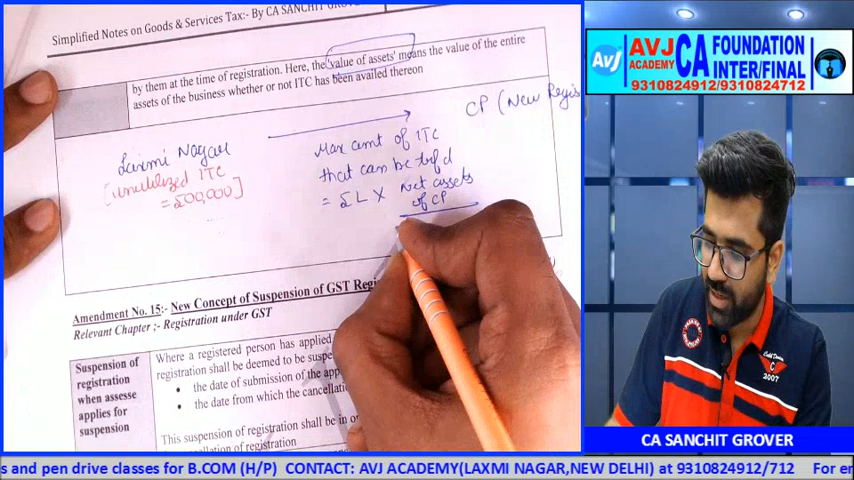 Simplified Notes on Goods & Services Tax:- By CA SANCHIT GROVER
by them at the time of registration. Here, the 'value of assets' means the value of the entire
assets of the business whether or not ITC has been availed thereon
Laxmi Nagar
[unutilized ITC
= 500,000]
Max amt of ITC
that can be trfd
= 5L X Net assets
of CP
CP (New Regis
Amendment No. 15:- New Concept of Suspension of GST Regi
Relevant Chapter ;- Registration under GST
Suspension of
registration
when assesse
applies for
suspension
Where a registered person has applied
registration shall be deemed to be suspe
• the date of submission of the app
• the date from which the cancellati
This suspension of registration shall be in
cancellation of registration
AVJ
AVJ
ACADEMY
CA
FOUNDATION
INTER/FINAL
9310824912/9310824712
2007
CA SANCHIT GROVER
s and pen drive classes for B.COM (H/P) CONTACT: AVJ ACADEMY(LAXMI NAGAR,NEW DELHI) at 9310824912/712 For en